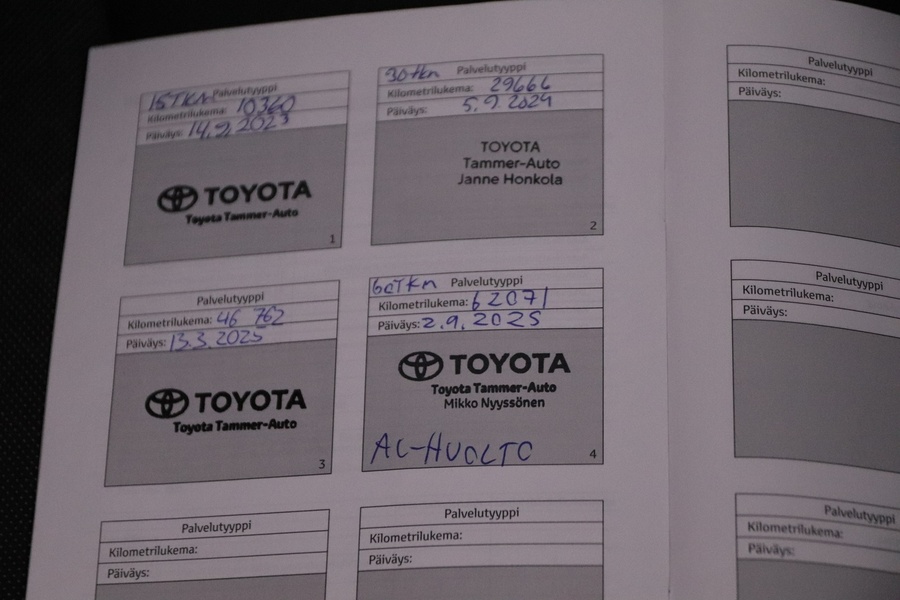 15TKM Palvelutyyppi
Kilometrilukema: 10360
Päiväys: 14.9.2023
TOYOTA
Toyota Tammer-Auto
1
30tkm Palvelutyyppi
Kilometrilukema: 29666
Päiväys: 5.9.2024
TOYOTA
Tammer-Auto
Janne Honkola
2
Palvelutyyppi
Kilometrilukema: 46 762
Päiväys: 13.3.2025
TOYOTA
Toyota Tammer-Auto
3
60TKM Palvelutyyppi
Kilometrilukema: 62071
Päiväys: 2.9.2025
TOYOTA
Toyota Tammer-Auto
Mikko Nyyssönen
AC-HUOLTO
4
Palvelutyyppi
Kilometrilukema:
Päiväys:
Palvelutyyppi
Kilometrilukema:
Päiväys:
Palvelutyyppi
Kilometrilukema:
Päiväys:
Palvelutyyppi
Kilometrilukema:
Päiväys:
Palvelutyyppi
Kilometrilukema:
Päiväys: